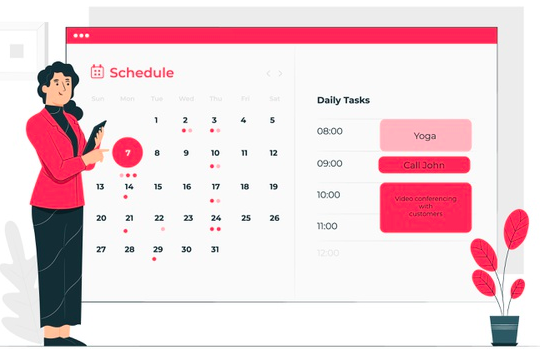 Schedule
Sun Mon Tue Wed Thu Fri Sat
1 2 3 4 5
7 8 9 10 11 12
13 14 15 16 17 18 19
20 21 22 23 24 25 26
27 28 29 30 31
Daily Tasks
08:00 Yoga
09:00 Call John
10:00 Video conferencing
with
customers
11:00
12:00